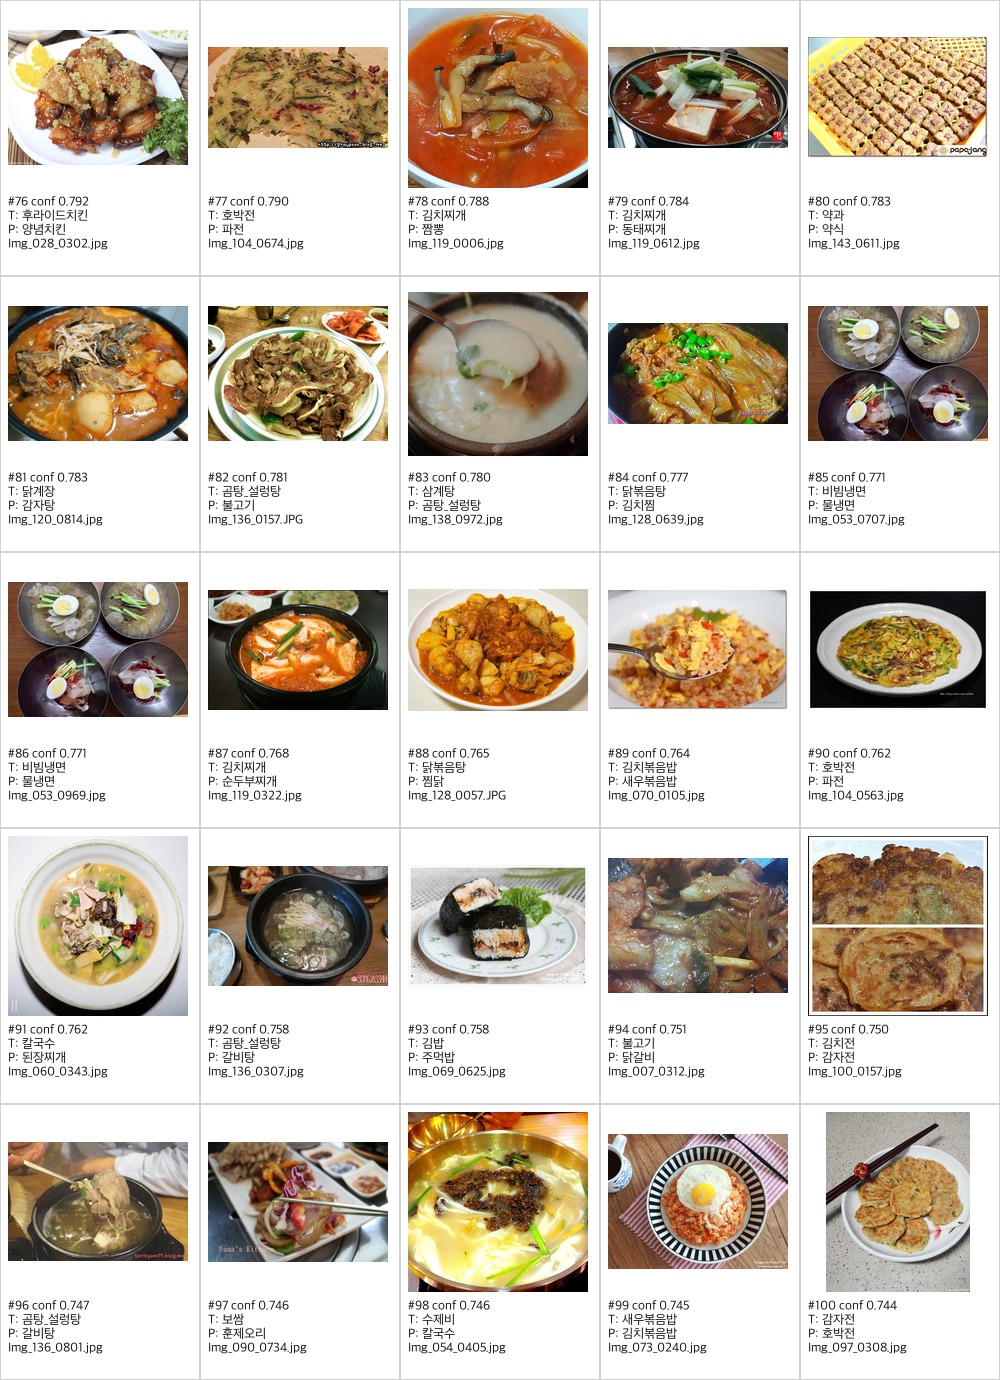 http://graypook.blog.me
papajang
#76 conf 0.792
T: 후라이드치킨
P: 양념치킨
Img_028_0302.jpg
#77 conf 0.790
T: 호박전
P: 파전
Img_104_0674.jpg
#78 conf 0.788
T: 김치찌개
P: 짬뽕
Img_119_0006.jpg
#79 conf 0.784
T: 김치찌개
P: 동태찌개
Img_119_0612.jpg
#80 conf 0.783
T: 약과
P: 약식
Img_143_0611.jpg
#81 conf 0.783
T: 닭계장
P: 감자탕
Img_120_0814.jpg
#82 conf 0.781
T: 곰탕_설렁탕
P: 불고기
Img_136_0157.JPG
#83 conf 0.780
T: 삼계탕
P: 곰탕_설렁탕
Img_138_0972.jpg
#84 conf 0.777
T: 닭볶음탕
P: 김치찜
Img_128_0639.jpg
#85 conf 0.771
T: 비빔냉면
P: 물냉면
Img_053_0707.jpg
#86 conf 0.771
T: 비빔냉면
P: 물냉면
Img_053_0969.jpg
#87 conf 0.768
T: 김치찌개
P: 순두부찌개
Img_119_0322.jpg
#88 conf 0.765
T: 닭볶음탕
P: 찜닭
Img_128_0057.JPG
#89 conf 0.764
T: 김치볶음밥
P: 새우볶음밥
Img_070_0105.jpg
#90 conf 0.762
T: 호박전
P: 파전
Img_104_0563.jpg
#91 conf 0.762
T: 칼국수
P: 된장찌개
Img_060_0343.jpg
#92 conf 0.758
T: 곰탕_설렁탕
P: 갈비탕
Img_136_0307.jpg
#93 conf 0.758
T: 김밥
P: 주먹밥
Img_069_0625.jpg
#94 conf 0.751
T: 불고기
P: 닭갈비
Img_007_0312.jpg
#95 conf 0.750
T: 김치전
P: 감자전
Img_100_0157.jpg
Nana's Kitchen
#96 conf 0.747
T: 곰탕_설렁탕
P: 갈비탕
Img_136_0801.jpg
#97 conf 0.746
T: 보쌈
P: 훈제오리
Img_090_0734.jpg
#98 conf 0.746
T: 수제비
P: 칼국수
Img_054_0405.jpg
#99 conf 0.745
T: 새우볶음밥
P: 김치볶음밥
Img_073_0240.jpg
#100 conf 0.744
T: 감자전
P: 호박전
Img_097_0308.jpg